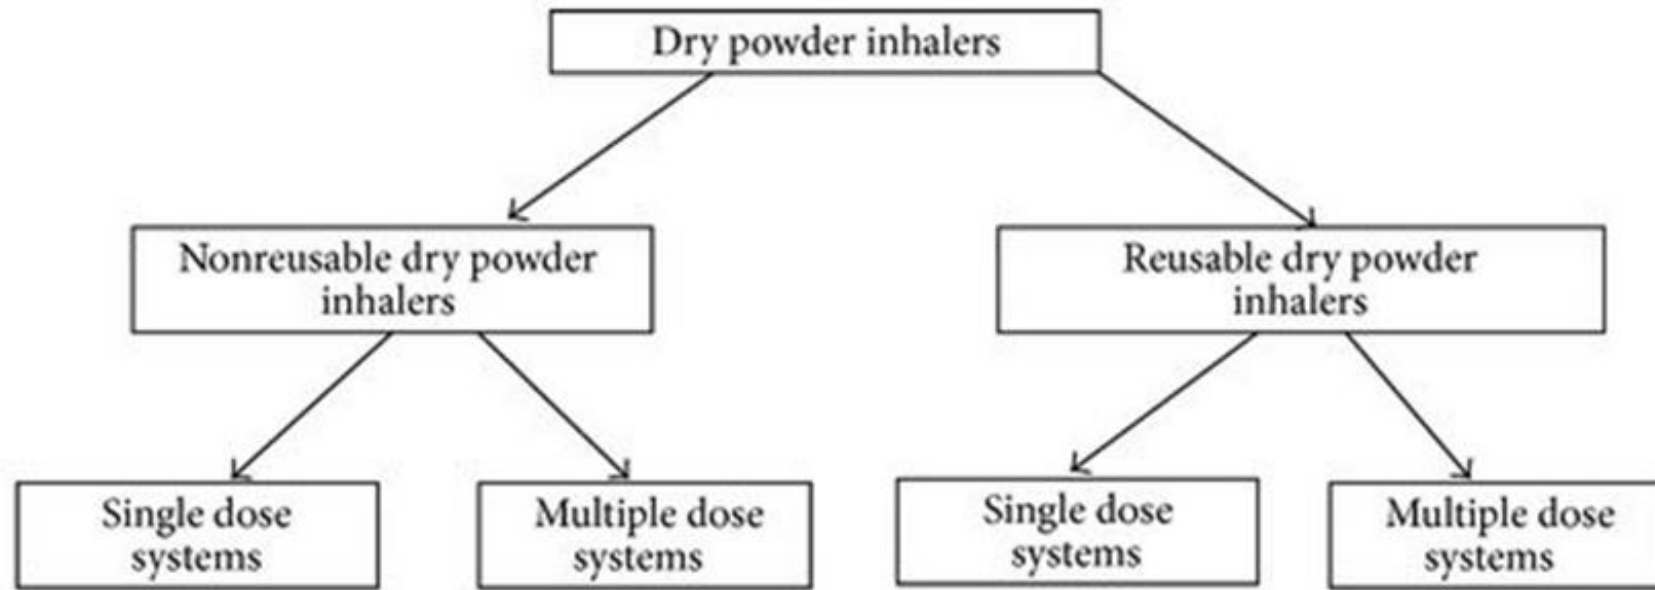 Dry powder inhalers
Nonreusable dry powder
inhalers
Reusable dry powder
inhalers
Single dose
systems
Multiple dose
systems
Single dose
systems
Multiple dose
systems